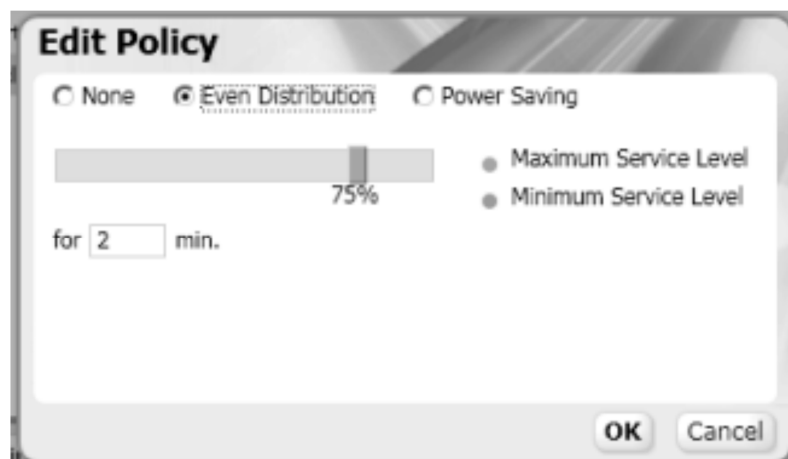 Edit Policy
None Even Distribution Power Saving
Maximum Service Level
75%
Minimum Service Level
for 2 min.
OK Cancel